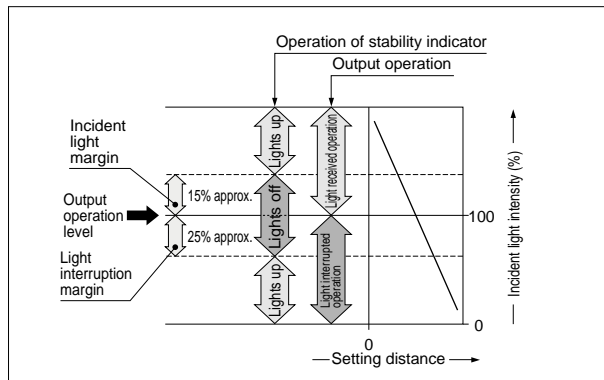 Operation of stability indicator
Output operation
Incident
light
margin
Output
operation
level
Light
interruption
margin
15% approx.
25% approx.
Lights up
Lights off
Lights up
Light received operation
Light interrupted
operation
100
0
Incident light intensity (%)
0
Setting distance